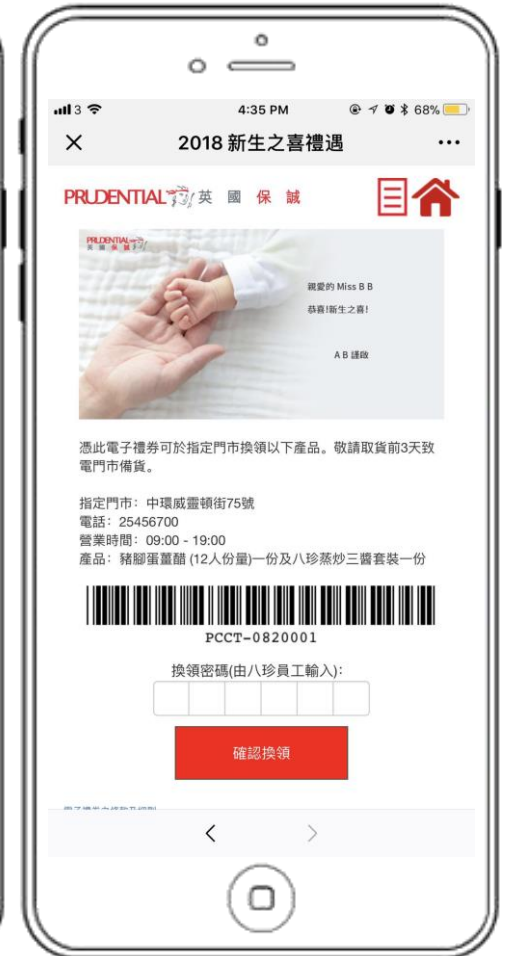 3
4:35 PM
68%
2018 新生之喜禮遇
PRUDENTIAL 英國保誠
PRUDENTIAL
英國保誠
親愛的 Miss B B
恭喜!新生之喜!
A B 謹啟
憑此電子禮券可於指定門市換領以下產品。敬請取貨前3天致
電門市備貨。
指定門市：中環威靈頓街75號
電話：25456700
營業時間：09:00 - 19:00
產品：豬腳蛋薑醋 (12人份量)一份及八珍蒸炒三醬套裝一份
PCCT-0820001
換領密碼(由八珍員工輸入):
確認換領